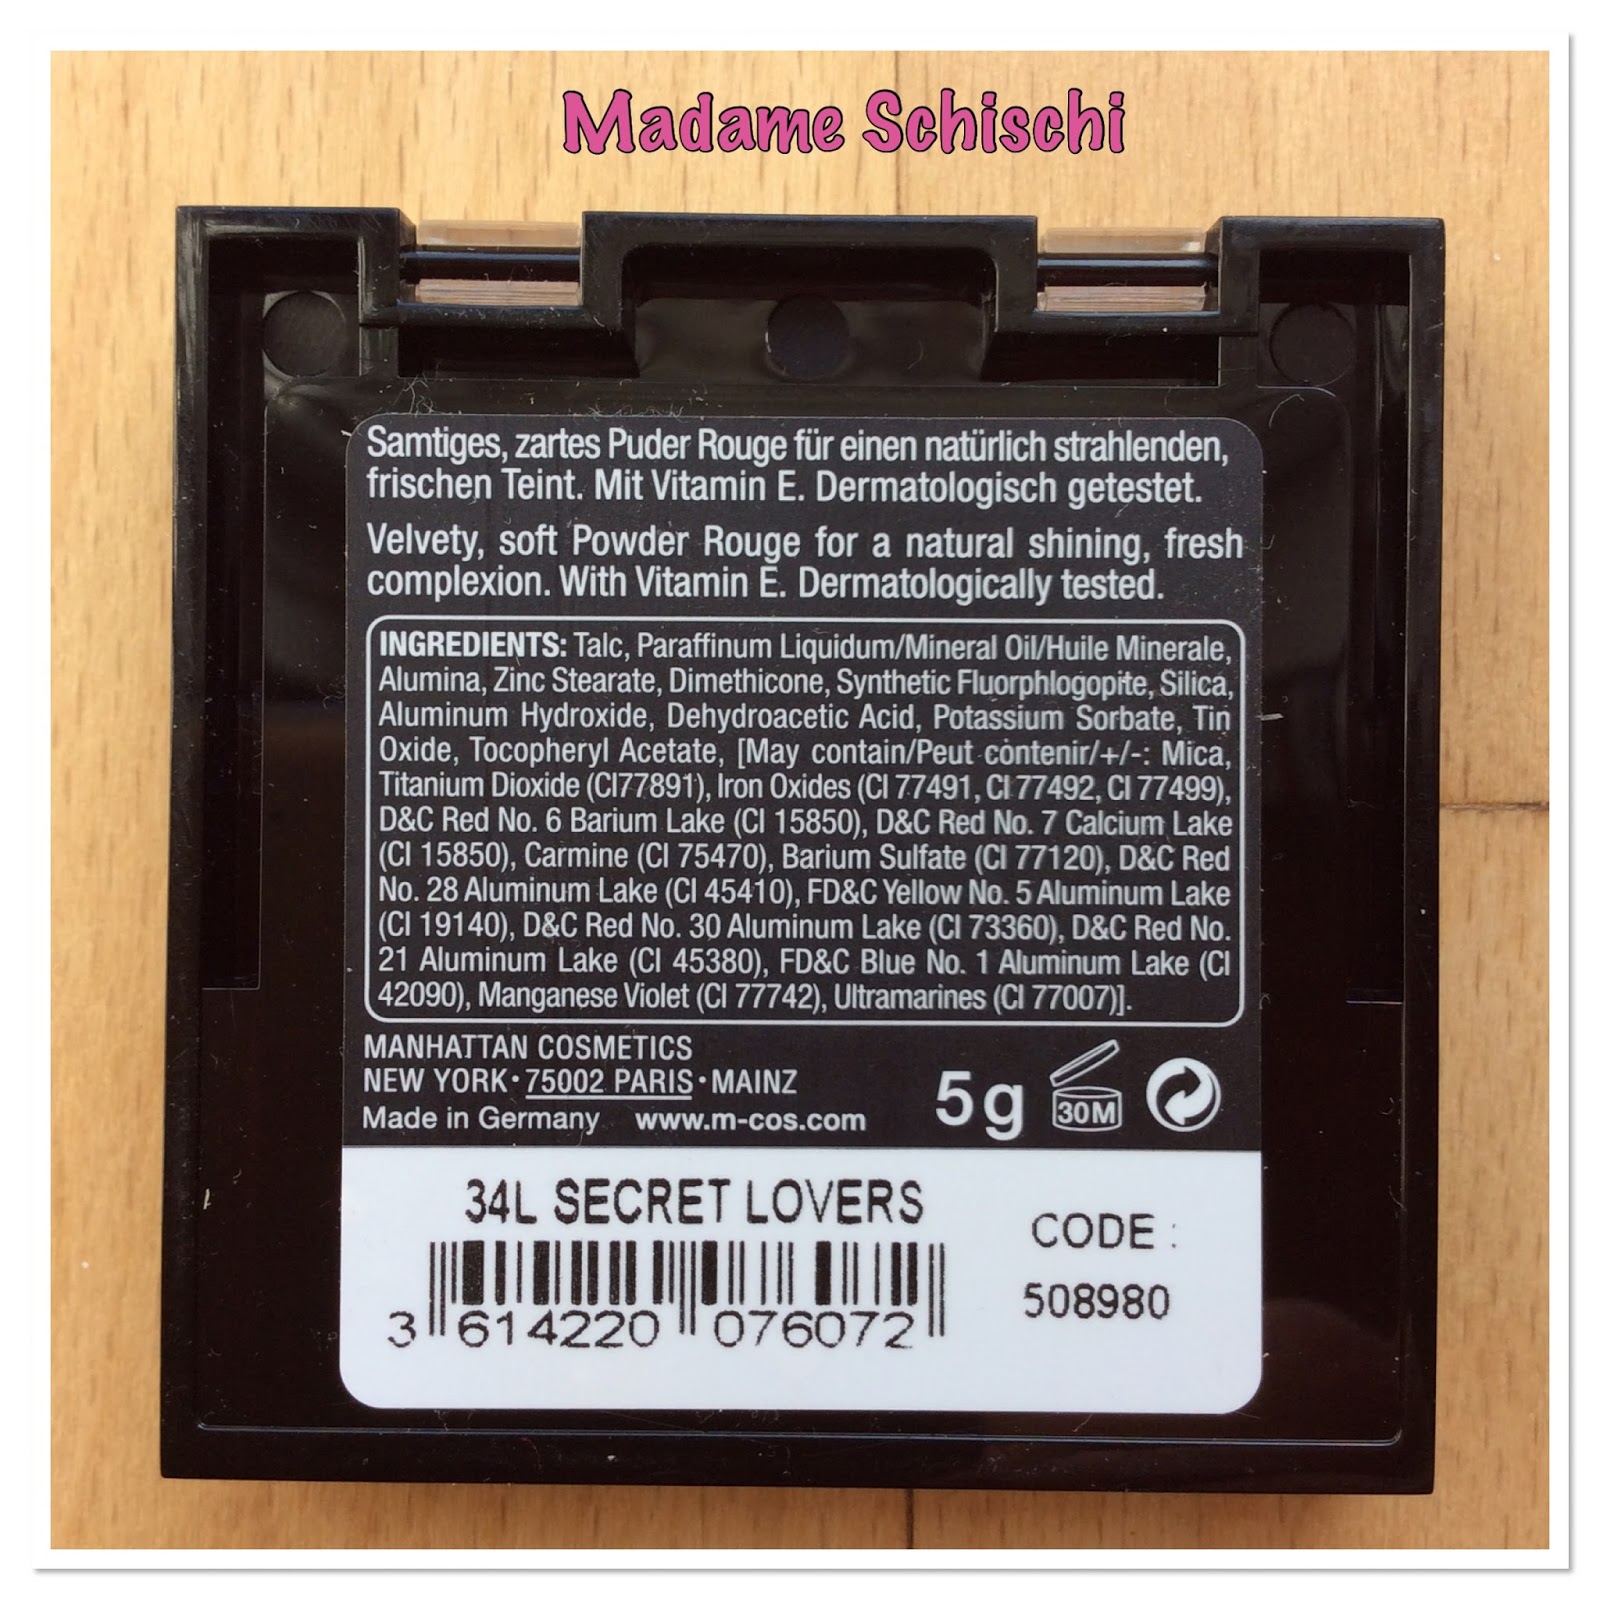 Madame Schischi
Samtiges, zartes Puder Rouge für einen natürlich strahlenden,
frischen Teint. Mit Vitamin E. Dermatologisch getestet.
Velvety, soft Powder Rouge for a natural shining, fresh
complexion. With Vitamin E. Dermatologically tested.
INGREDIENTS: Talc, Paraffinum Liquidum/Mineral Oil/Huile Minerale,
Alumina, Zinc Stearate, Dimethicone, Synthetic Fluorphlogopite, Silica,
Aluminum Hydroxide, Dehydroacetic Acid, Potassium Sorbate, Tin
Oxide, Tocopheryl Acetate, [May contain/Peut contenir/+/-: Mica,
Titanium Dioxide (CI77891), Iron Oxides (CI 77491, CI 77492, CI 77499),
D&C Red No. 6 Barium Lake (CI 15850), D&C Red No. 7 Calcium Lake
(CI 15850), Carmine (CI 75470), Barium Sulfate (CI 77120), D&C Red
No. 28 Aluminum Lake (CI 45410), FD&C Yellow No. 5 Aluminum Lake
(CI 19140), D&C Red No. 30 Aluminum Lake (CI 73360), D&C Red No.
21 Aluminum Lake (CI 45380), FD&C Blue No. 1 Aluminum Lake (CI
42090), Manganese Violet (CI 77742), Ultramarines (CI 77007)].
MANHATTAN COSMETICS
NEW YORK · 75002 PARIS · MAINZ
Made in Germany www.m-cos.com
5g 30M
34L SECRET LOVERS
3 614220 076072
CODE :
508980